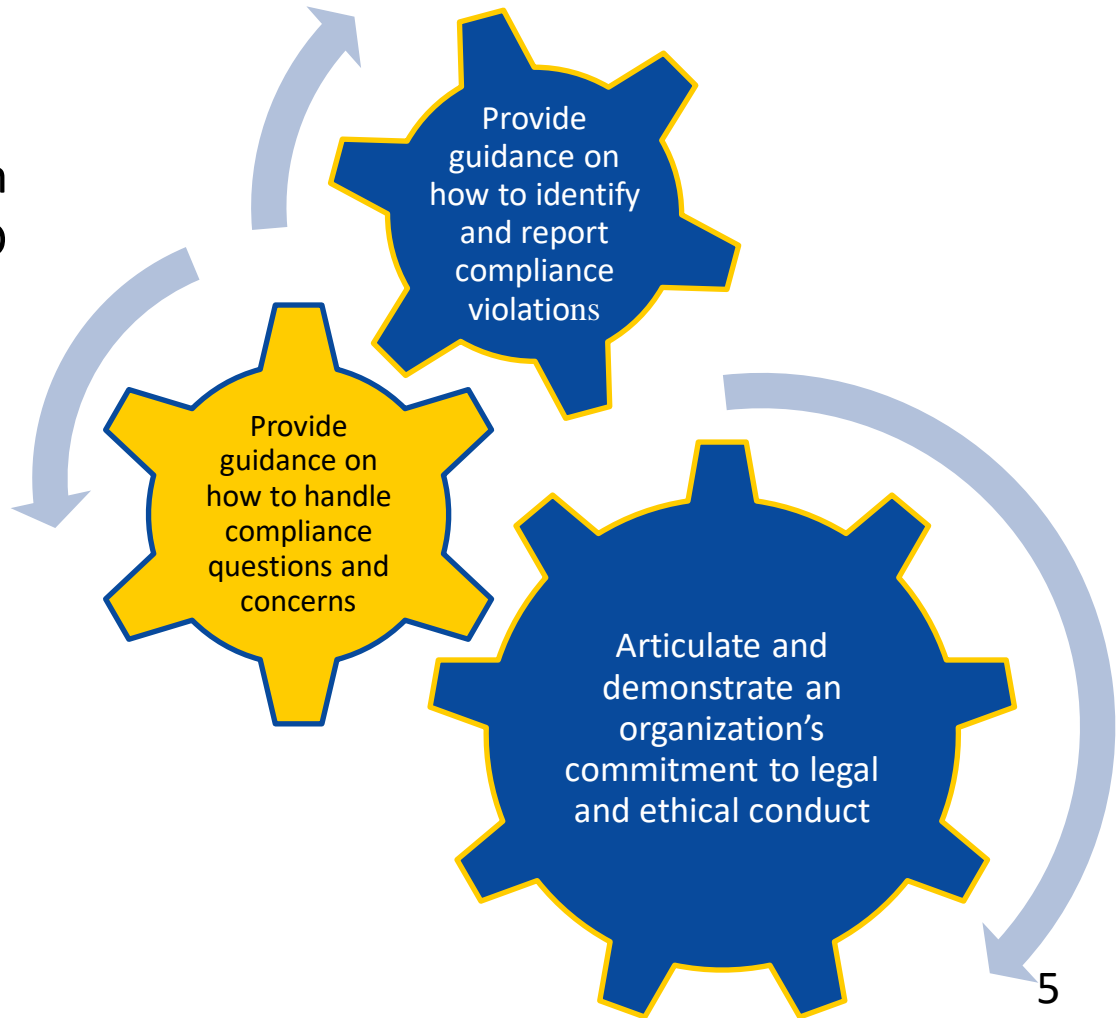 Provide
guidance on
how to identify
and report
compliance
violations
Provide
guidance on
how to handle
compliance
questions and
concerns
Articulate and
demonstrate an
organization’s
commitment to legal
and ethical conduct
5